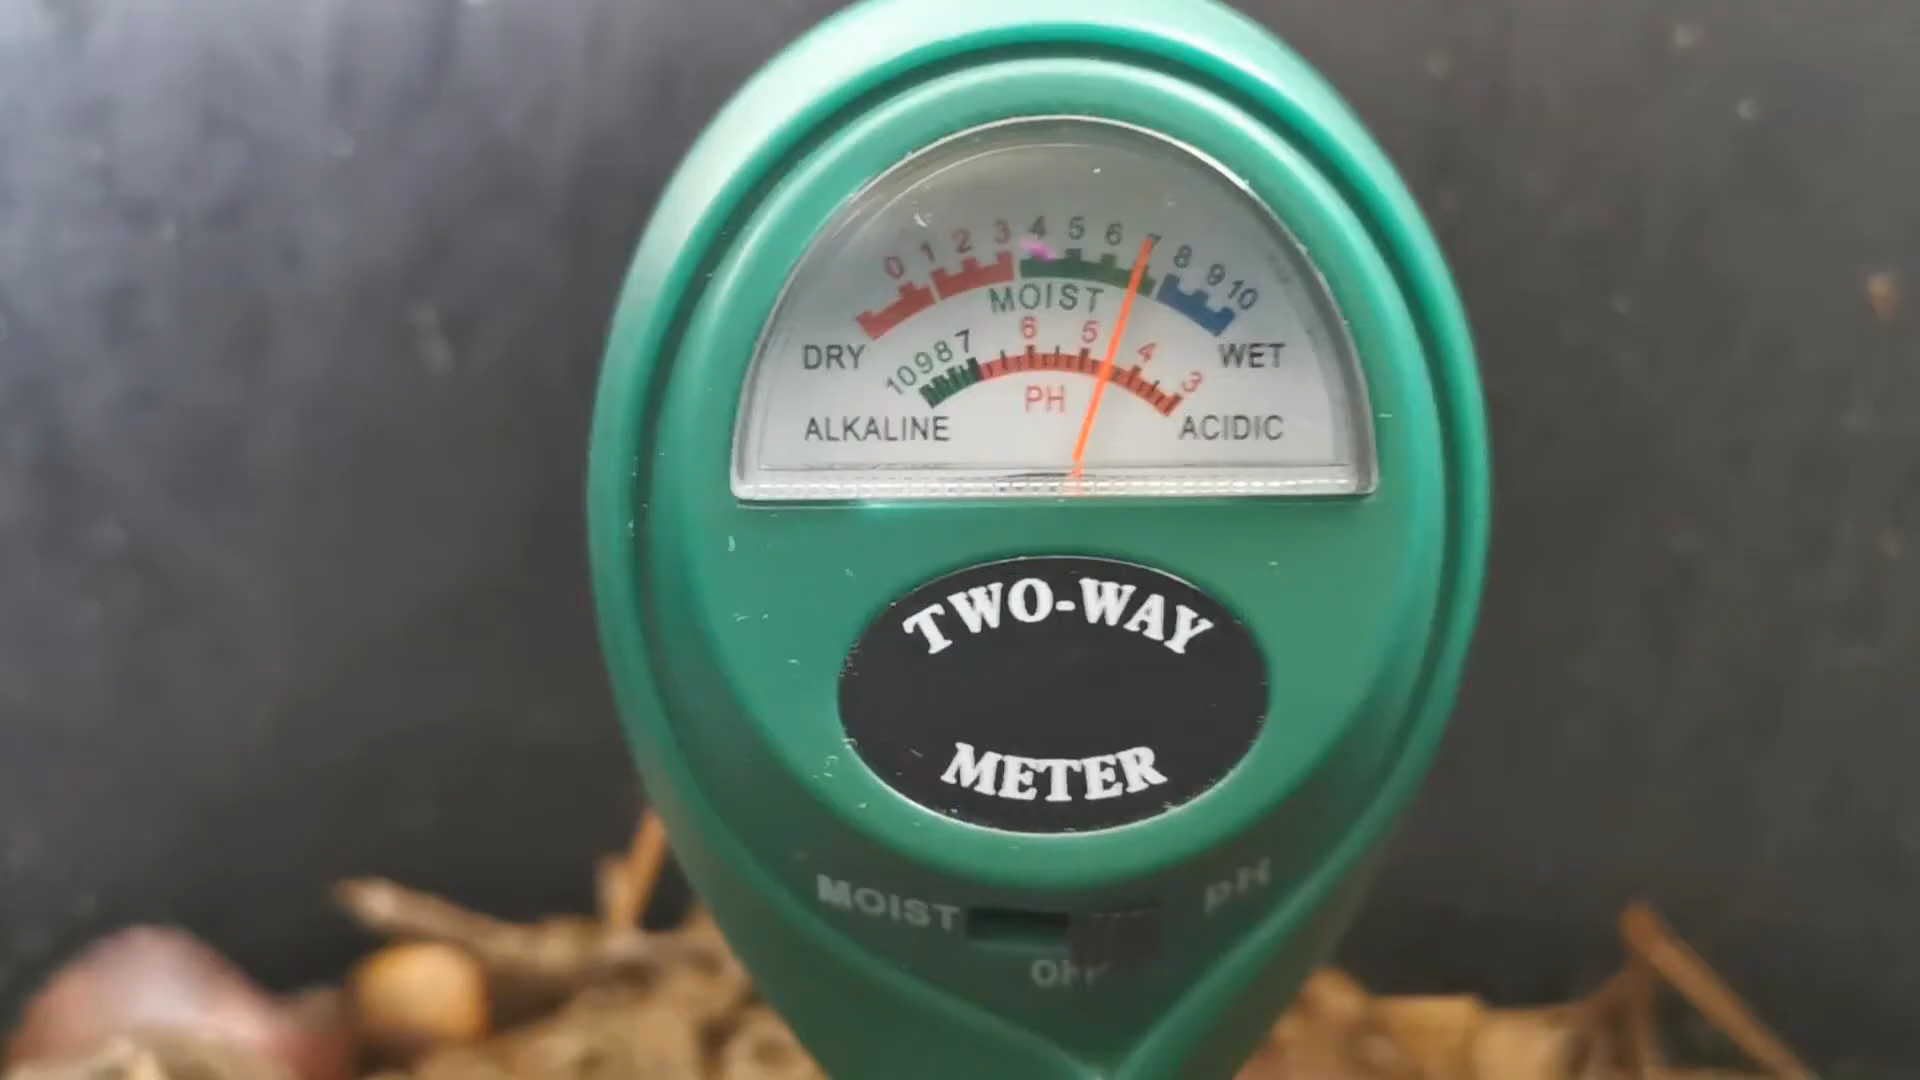 0 1 2 3 4 5 6 7 8 9 10
MOIST
DRY WET
10 9 8 7 6 5 4 3
PH
ALKALINE ACIDIC
TWO-WAY
METER
MOIST pH
OFF